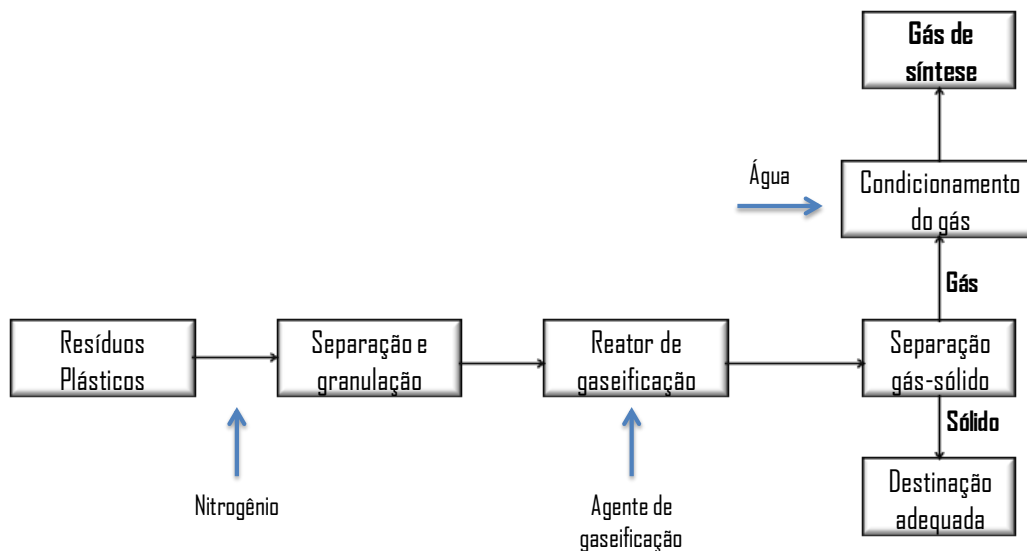 Gás de
síntese
Água
Condicionamento
do gás
Gás
Resíduos
Plásticos
Separação e
granulação
Reator de
gaseificação
Separação
gás-sólido
Sólido
Nitrogênio
Agente de
gaseificação
Destinação
adequada